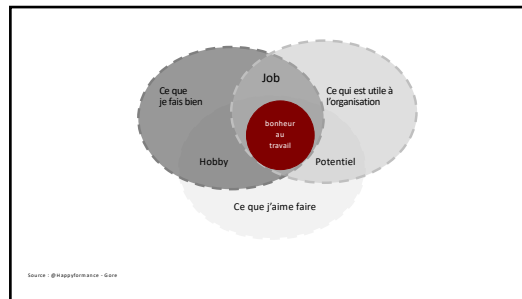 Job
Ce que
je fais bien
Ce qui est utile à
l'organisation
bonheur
au
travail
Hobby
Potentiel
Ce que j'aime faire
Source : @Happyformance - Gore